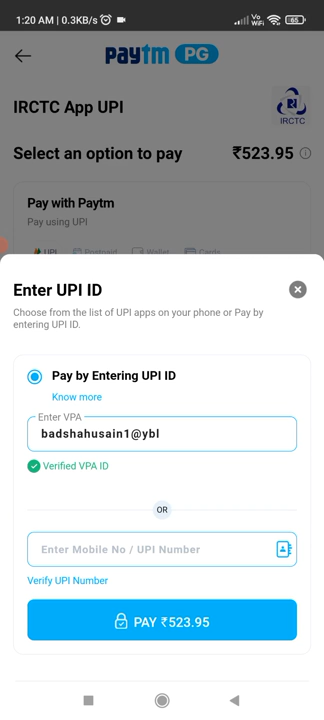 1:20 AM | 0.3KB/s
Vo
WiFi
65
paytm PG
IRCTC App UPI
IRCTC
Select an option to pay
₹523.95
Pay with Paytm
Pay using UPI
UPI
Postpaid
Wallet
Cards
Enter UPI ID
Choose from the list of UPI apps on your phone or Pay by
entering UPI ID.
Pay by Entering UPI ID
Know more
Enter VPA
badshahusain1@ybl
Verified VPA ID
OR
Enter Mobile No / UPI Number
Verify UPI Number
PAY ₹523.95